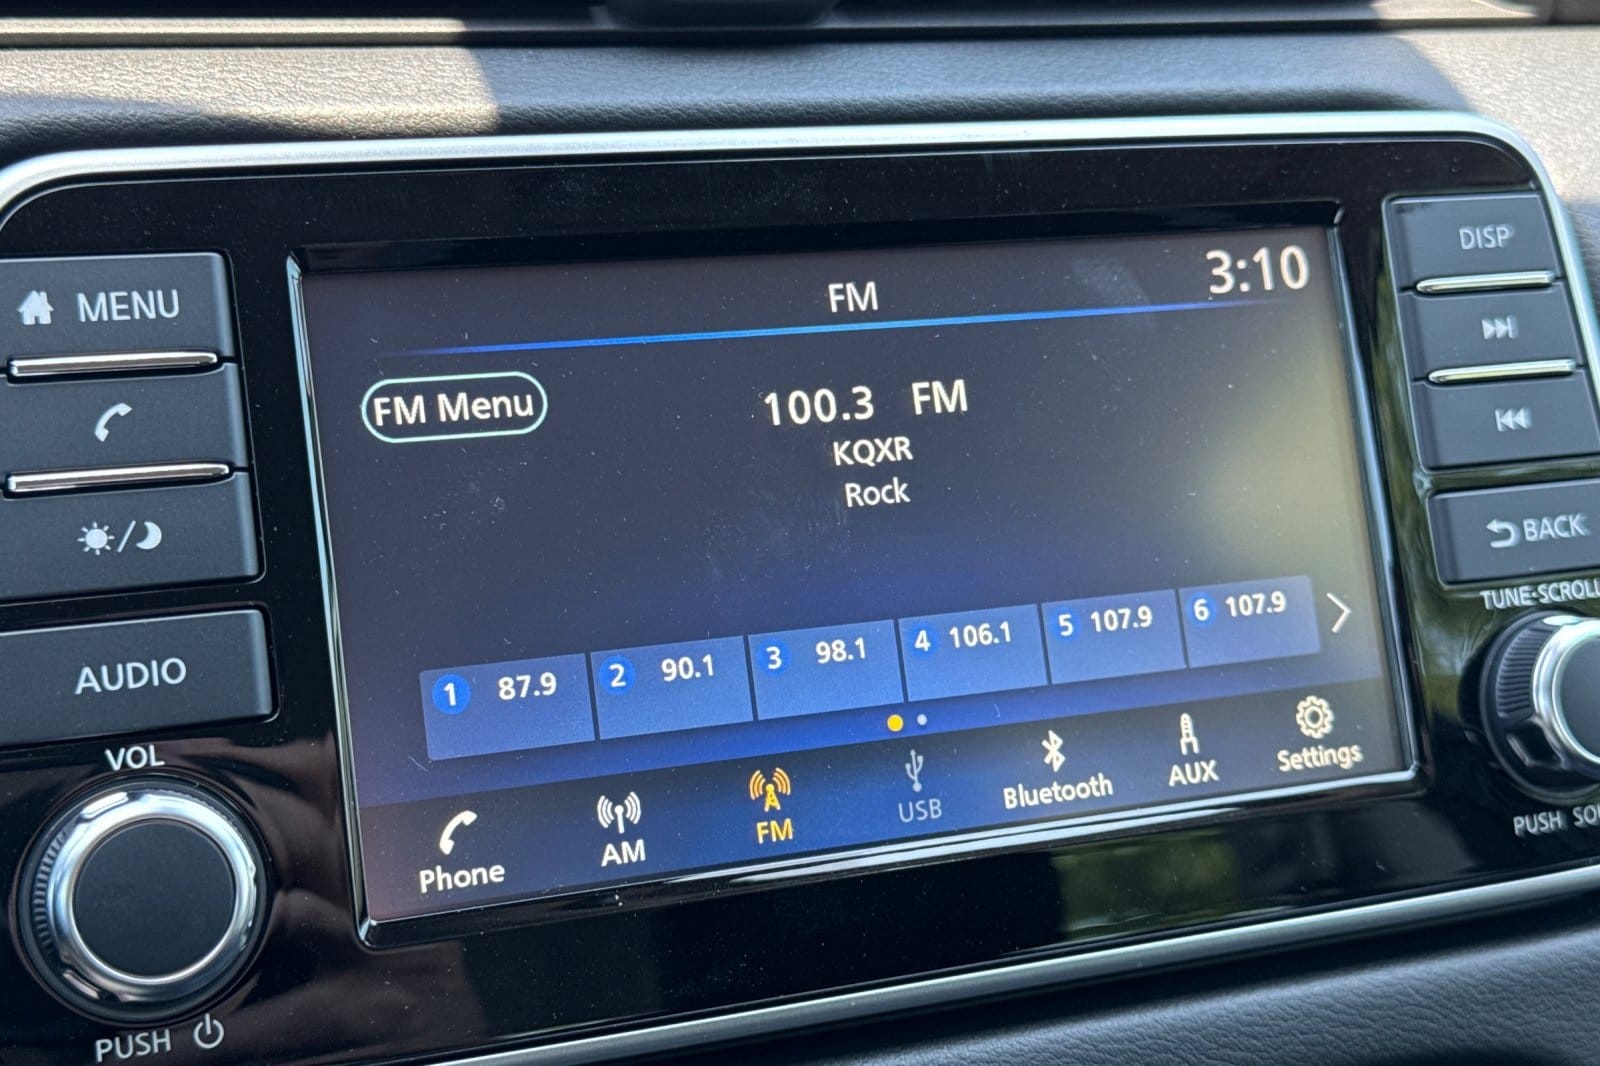 MENU
AUDIO
VOL
PUSH
FM
3:10
FM Menu
100.3 FM
KQXR
Rock
1 87.9
2 90.1
3 98.1
4 106.1
5 107.9
6 107.9
Phone
AM
FM
USB
Bluetooth
AUX
Settings
DISP
BACK
TUNE·SCROLL
PUSH